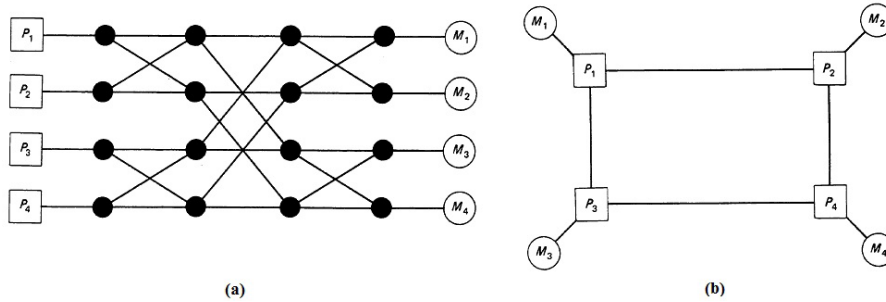 P1 M1
P2 M2
P3 M3
P4 M4
(a)
M1 M2
P1 P2
P3 P4
M3 M4
(b)